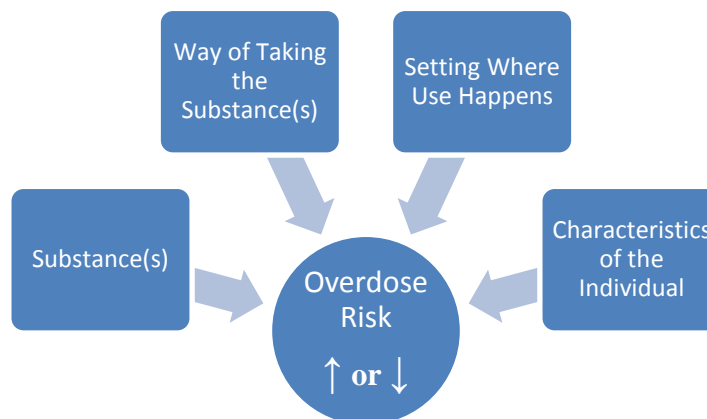 Way of Taking
the
Substance(s)
Setting Where
Use Happens
Substance(s)
Characteristics
of the
Individual
Overdose
Risk
↑ or ↓